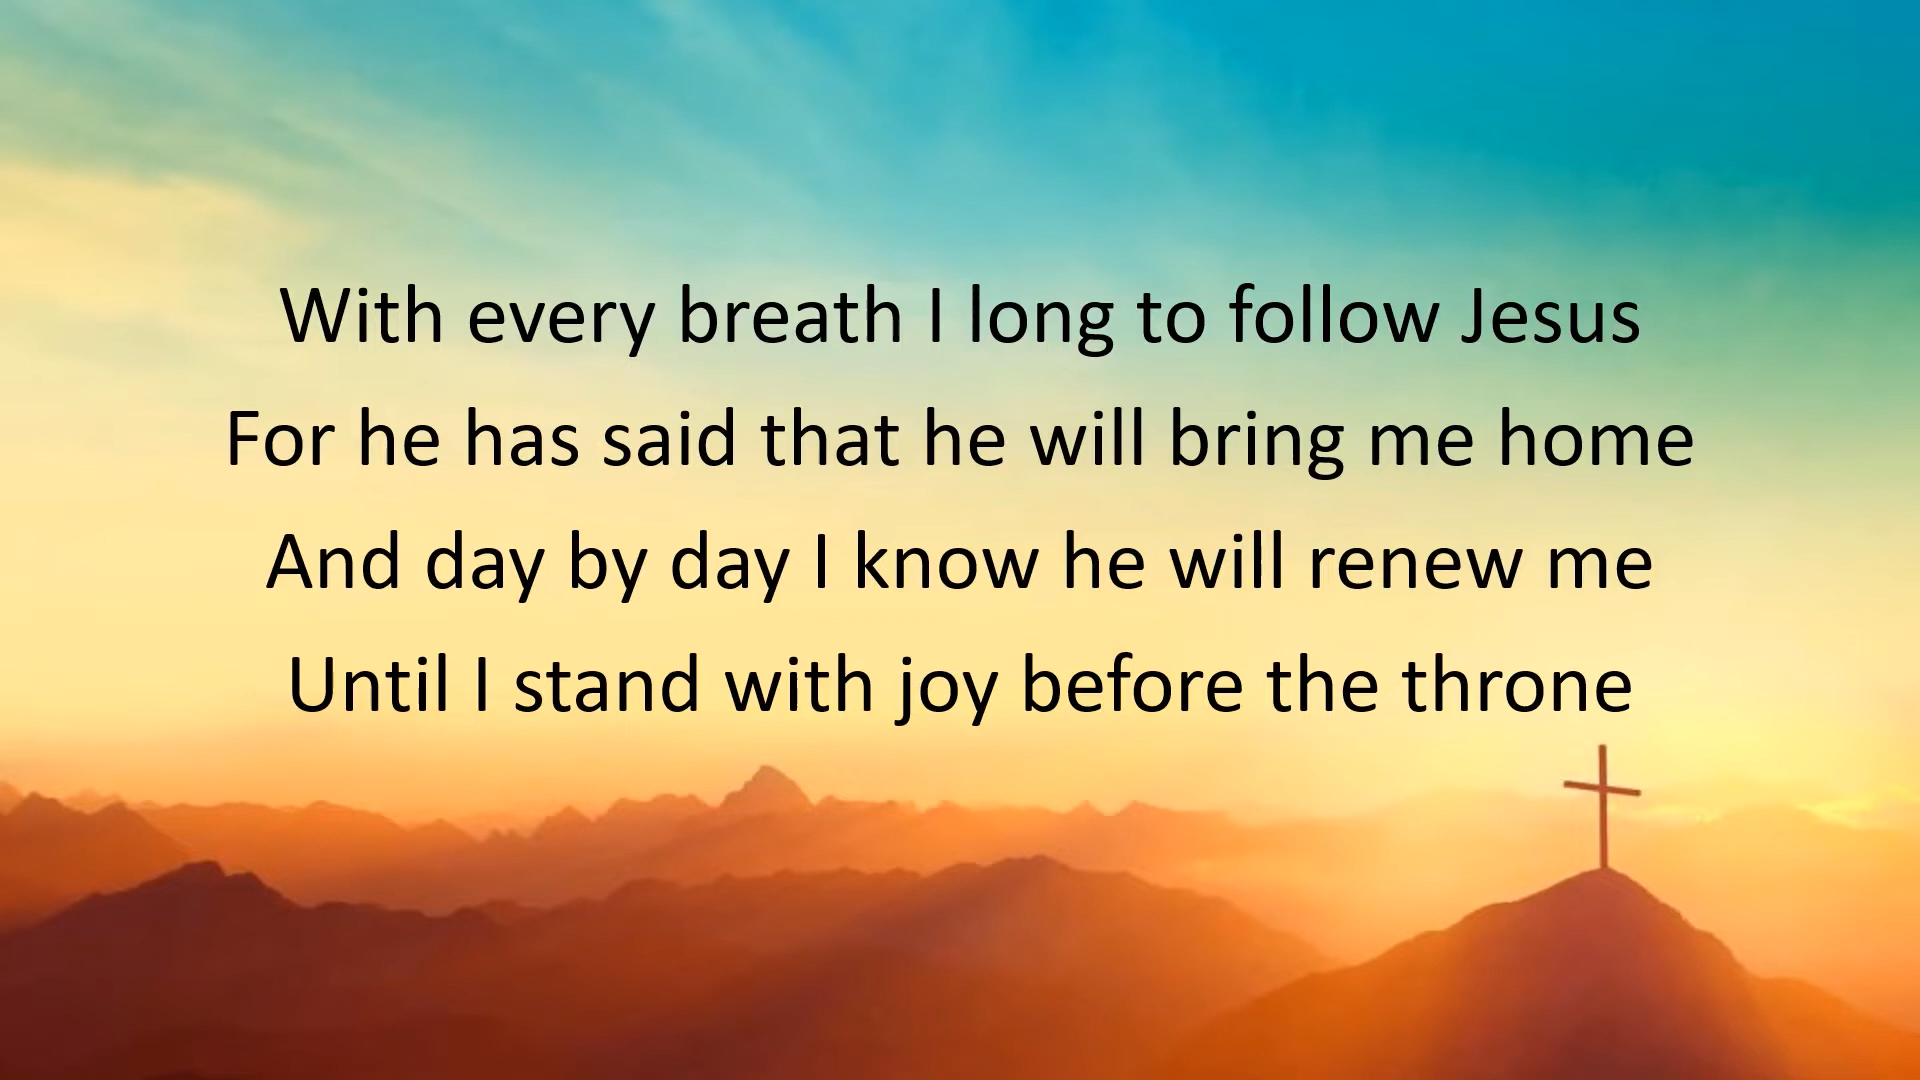 With every breath I long to follow Jesus
For he has said that he will bring me home
And day by day I know he will renew me
Until I stand with joy before the throne